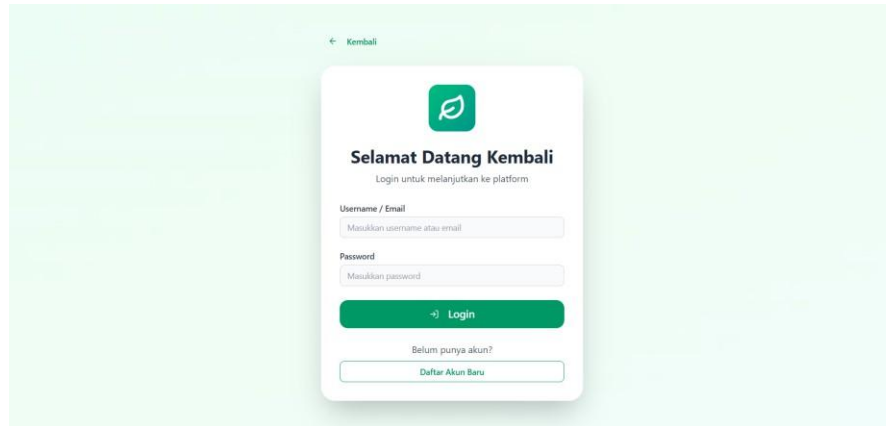 Kembali
Selamat Datang Kembali
Login untuk melanjutkan ke platform
Username / Email
Masukkan username atau email
Password
Masukkan password
Login
Belum punya akun?
Daftar Akun Baru